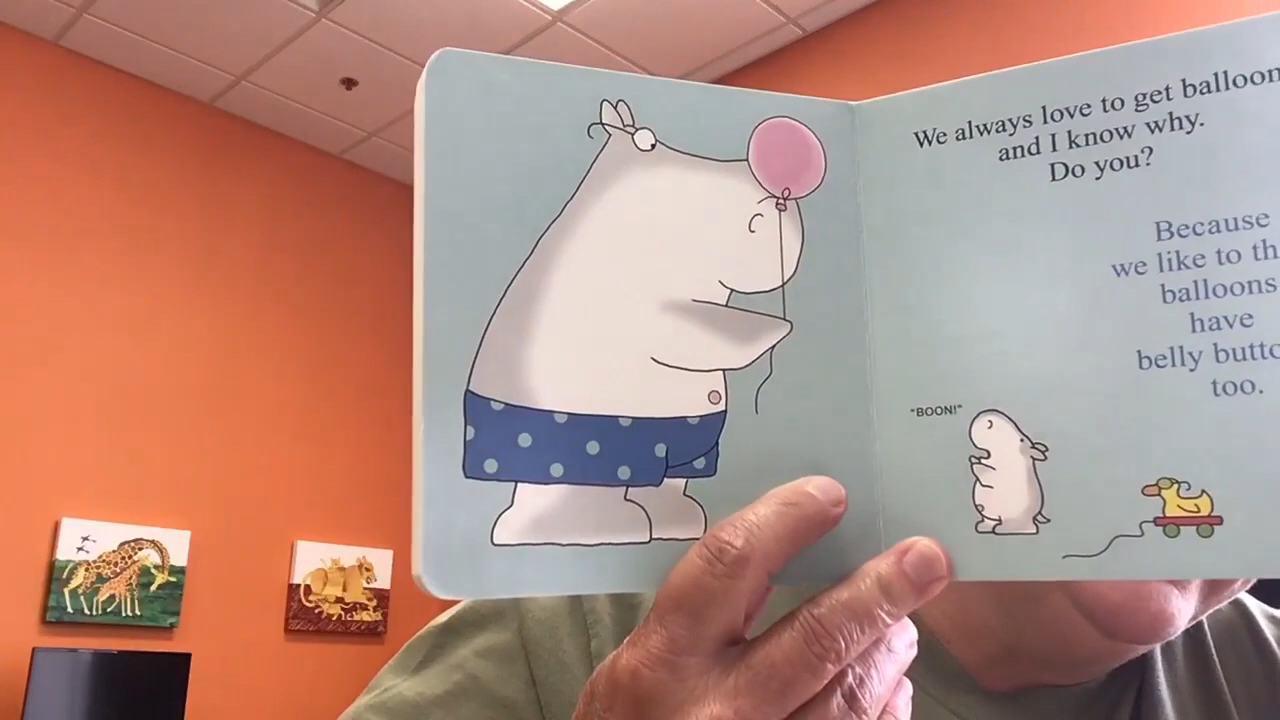 We always love to get balloon
and I know why.
Do you?
Because
we like to th
balloons
have
belly butto
too.
"BOON!"